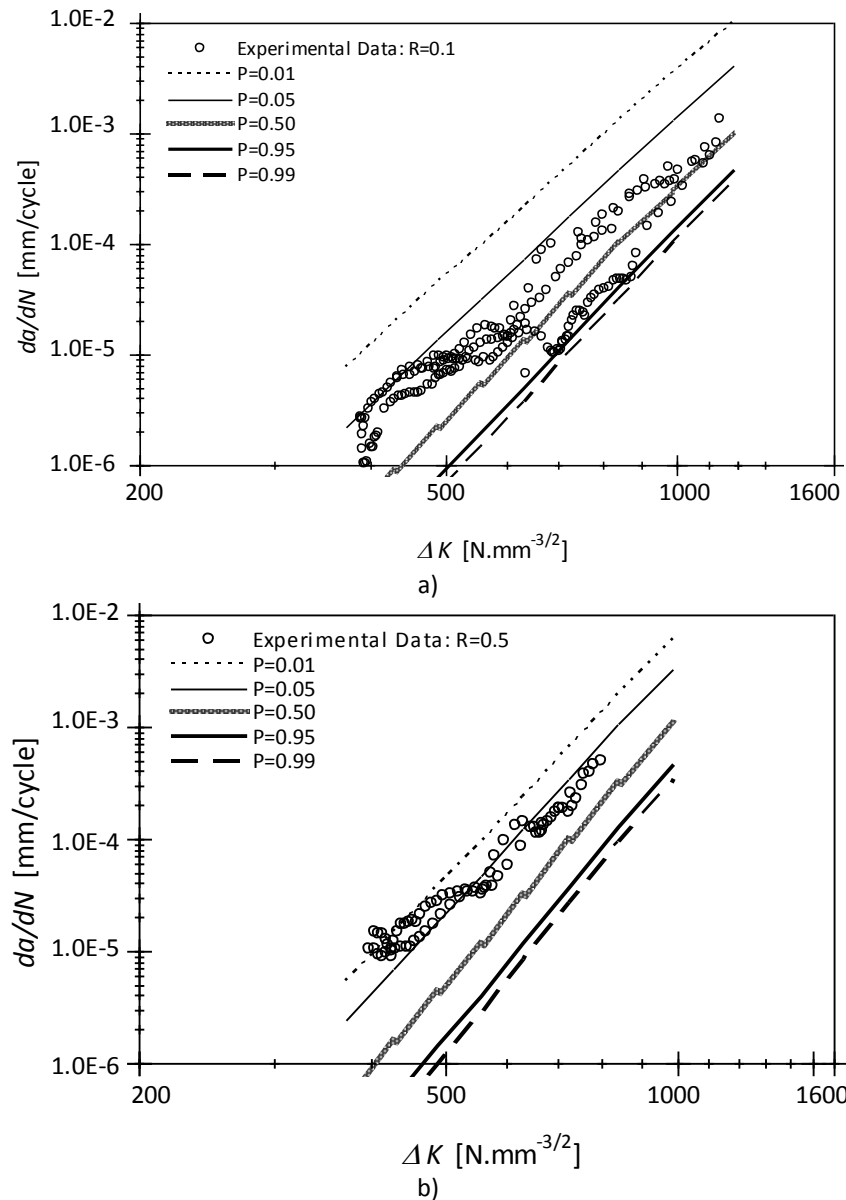 1.0E-2
Experimental Data: R=0.1
P=0.01
P=0.05
1.0E-3
P=0.50
P=0.95
P=0.99
1.0E-4
da/dN [mm/cycle]
1.0E-5
1.0E-6
200 500 1000 1600
ΔK [N.mm-3/2]
a)
1.0E-2
Experimental Data: R=0.5
P=0.01
P=0.05
1.0E-3
P=0.50
P=0.95
P=0.99
1.0E-4
da/dN [mm/cycle]
1.0E-5
1.0E-6
200 500 1000 1600
ΔK [N.mm-3/2]
b)